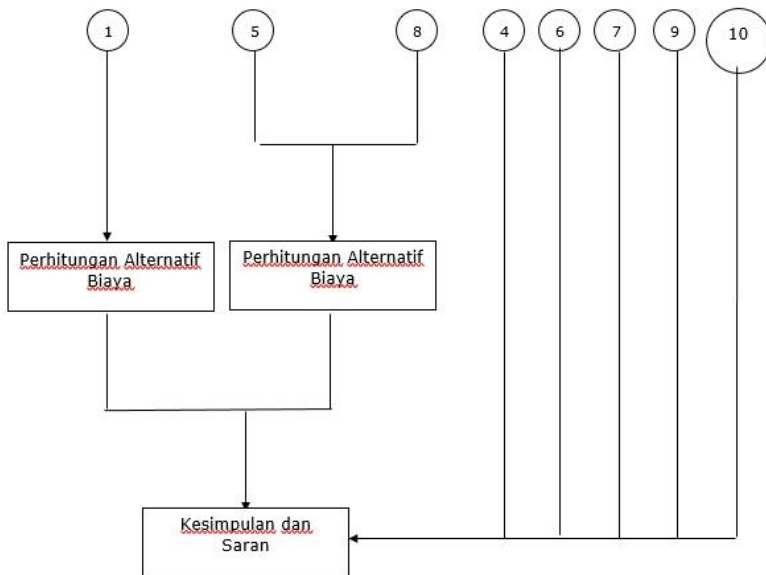 1
5
8
4
6
7
9
10
Perhitungan Alternatif
Biaya
Perhitungan Alternatif
Biaya
Kesimpulan dan
Saran